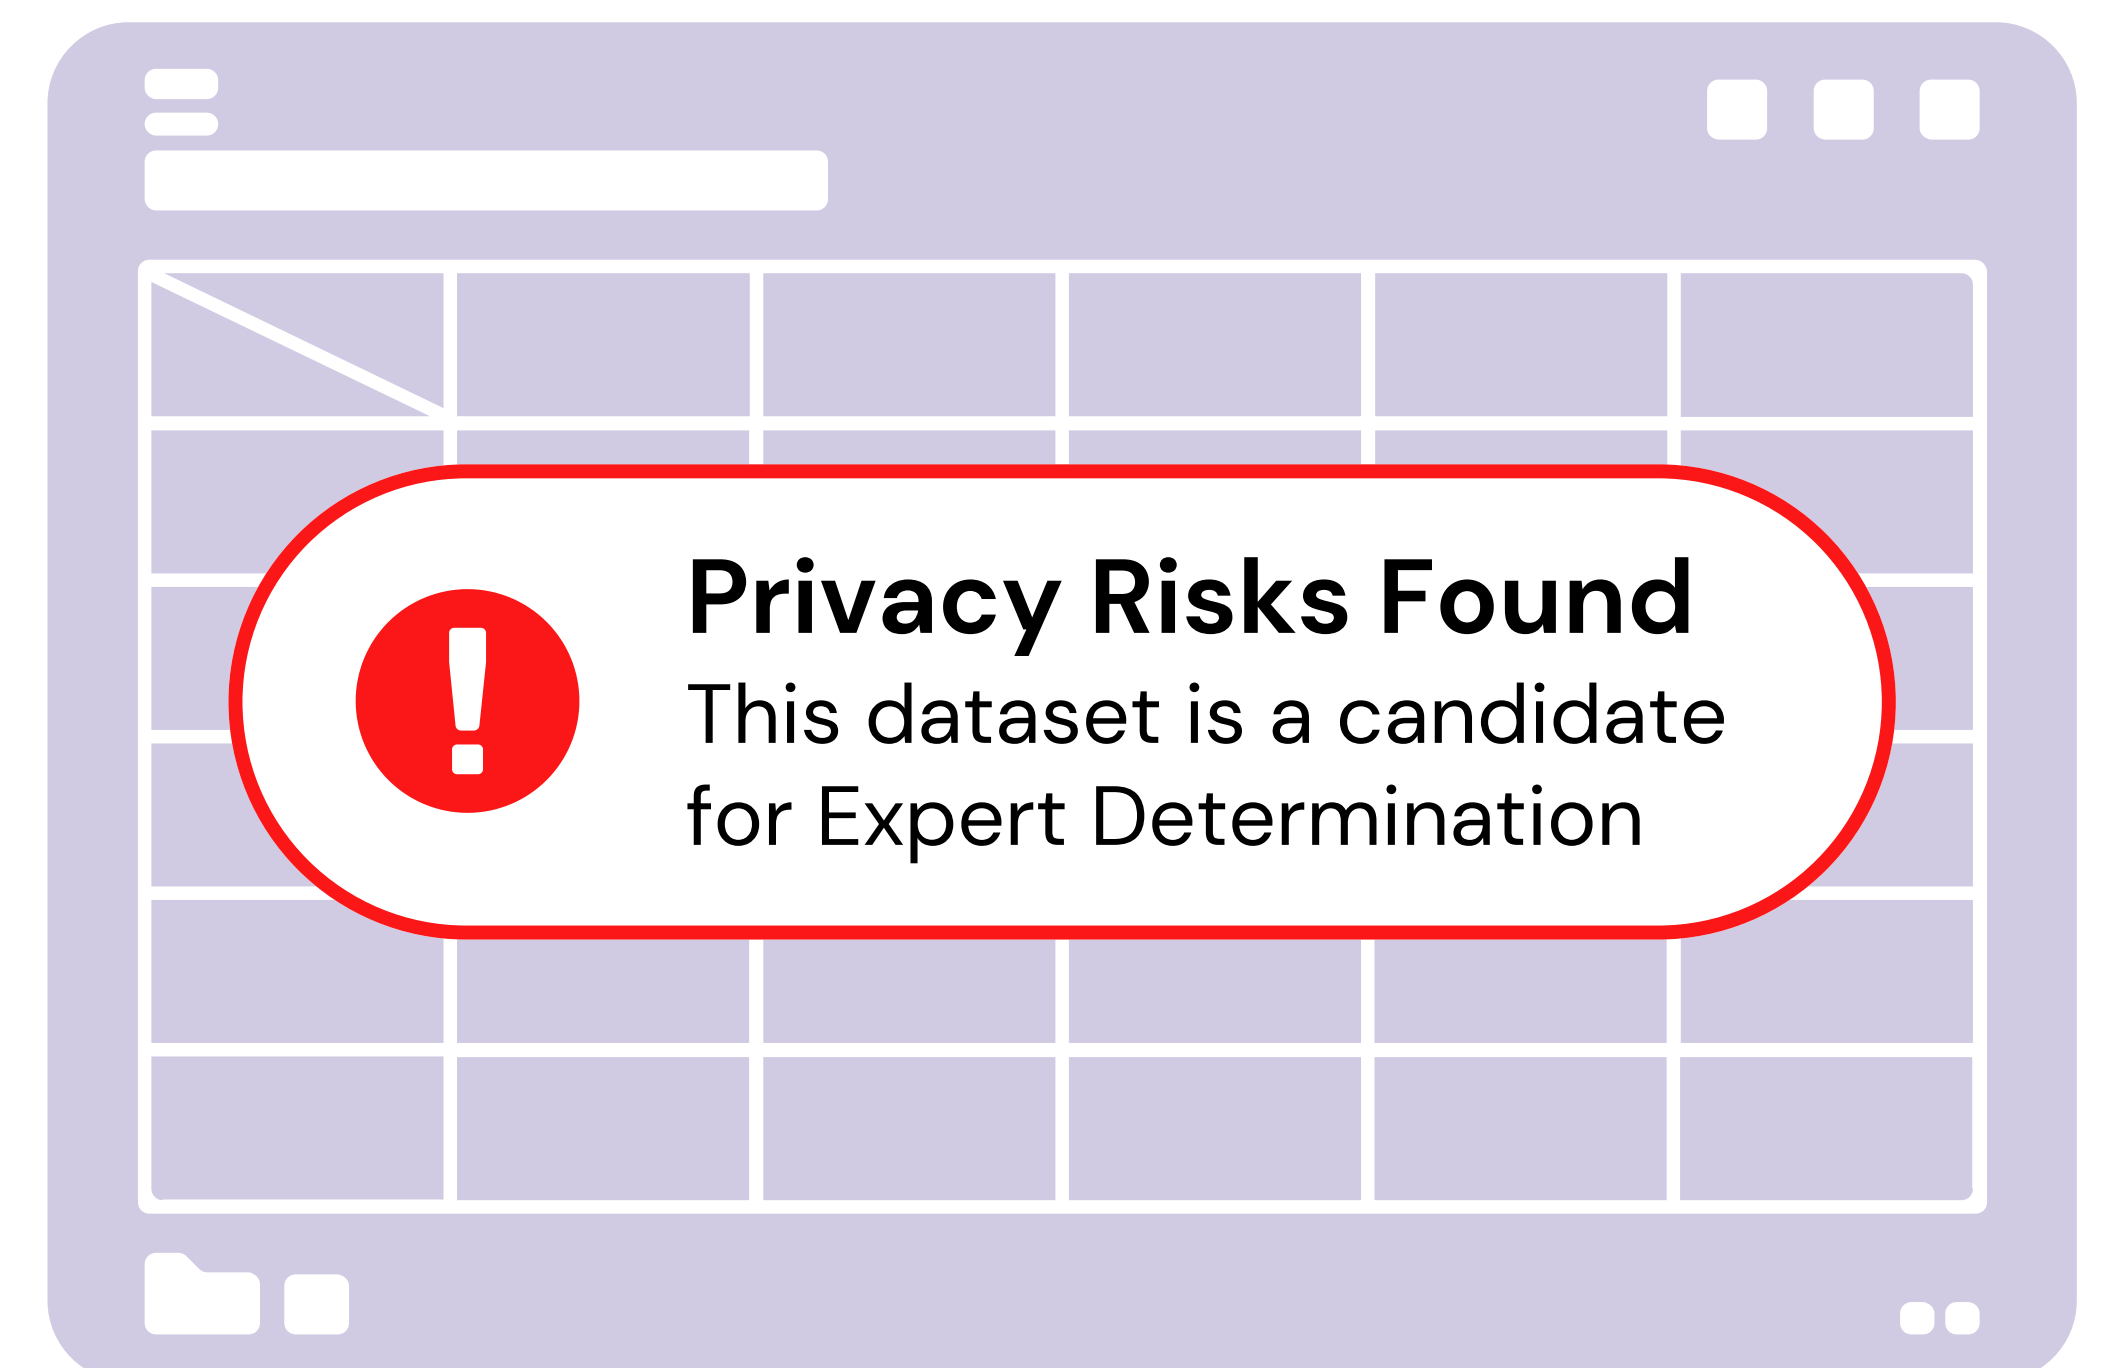 Privacy Risks Found
This dataset is a candidate
for Expert Determination